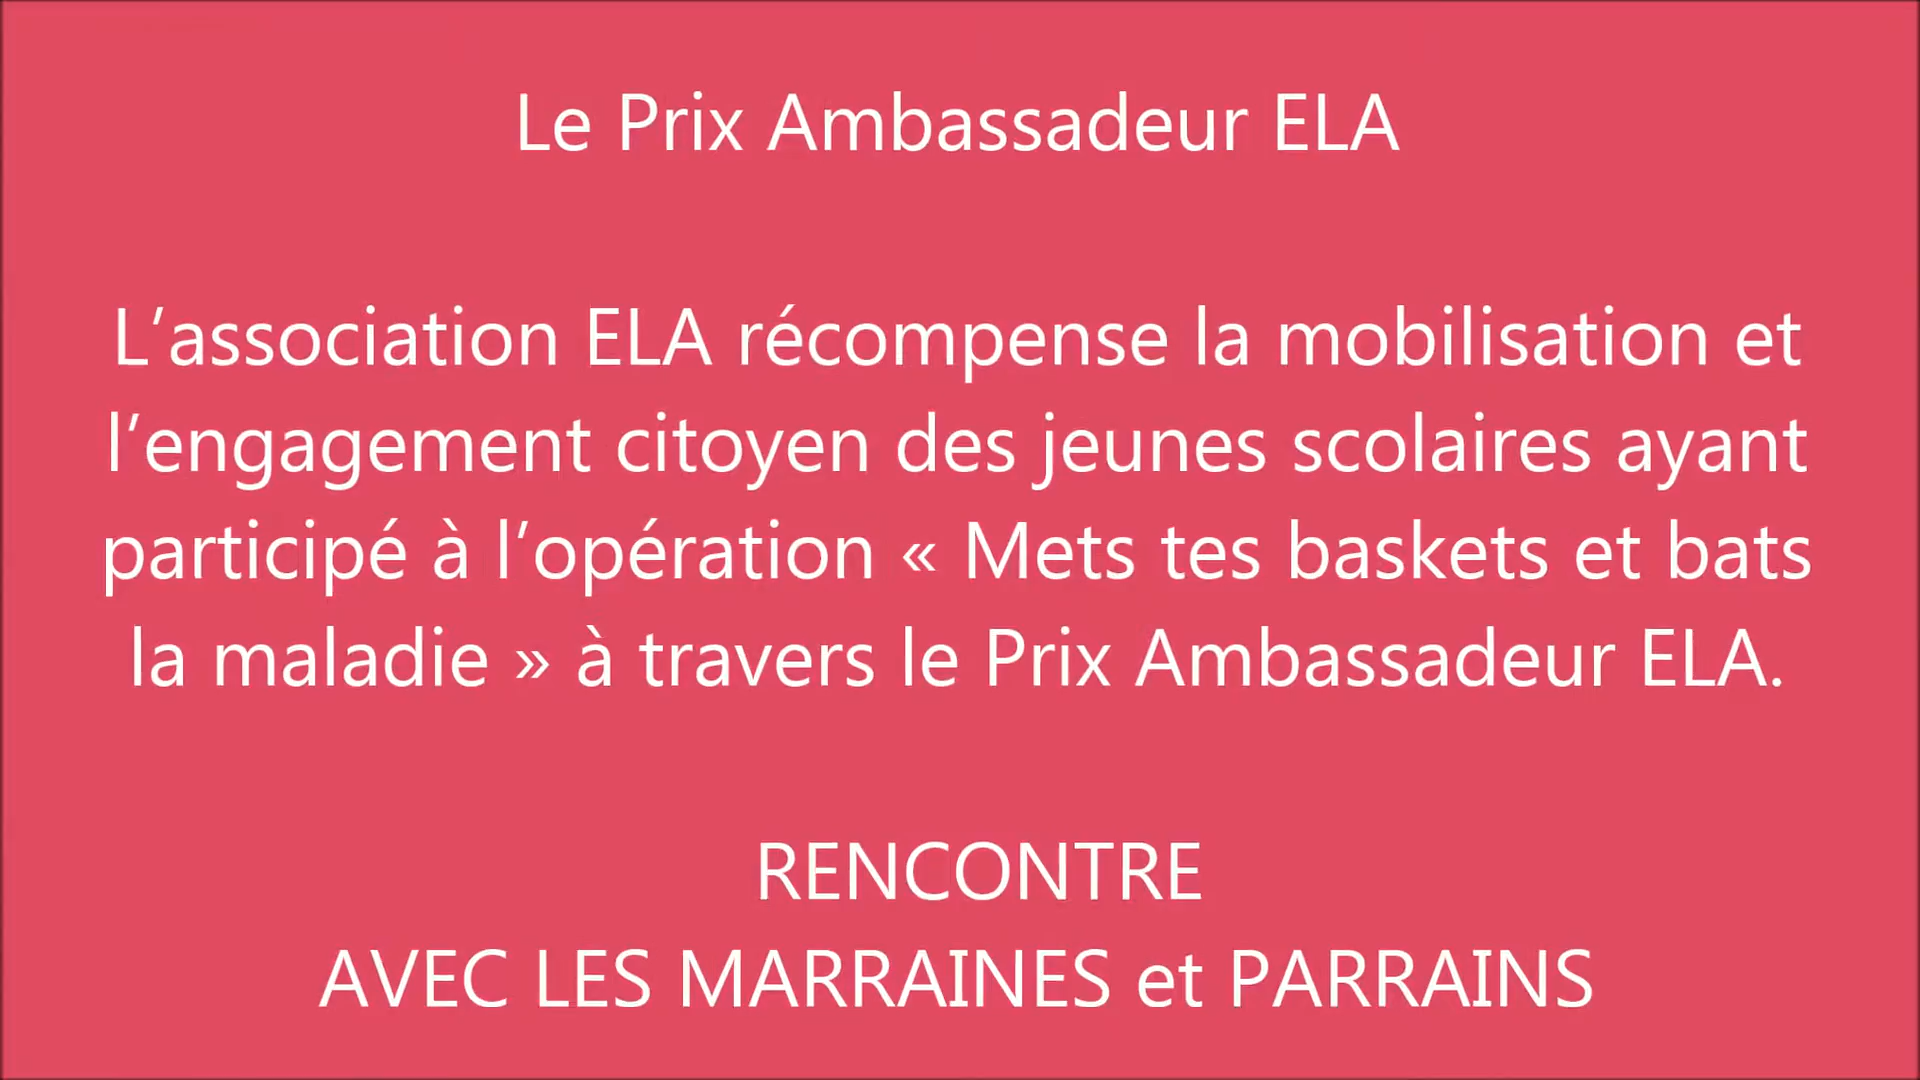 Le Prix Ambassadeur ELA
L’association ELA récompense la mobilisation et
l’engagement citoyen des jeunes scolaires ayant
participé à l’opération « Mets tes baskets et bats
la maladie » à travers le Prix Ambassadeur ELA.
RENCONTRE
AVEC LES MARRAINES et PARRAINS